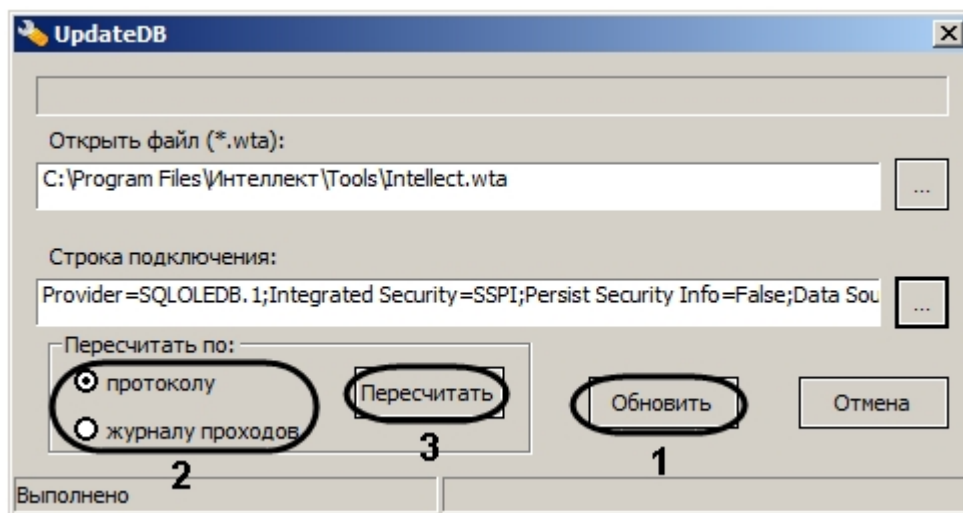 UpdateDB
Открыть файл (*.wta):
C:\Program Files\Интеллект\Tools\Intellect.wta
...
Строка подключения:
Provider=SQLOLEDB.1;Integrated Security=SSPI;Persist Security Info=False;Data Sou
...
Пересчитать по:
протоколу
журналу проходов
Пересчитать
Обновить
Отмена
2
3
1
Выполнено